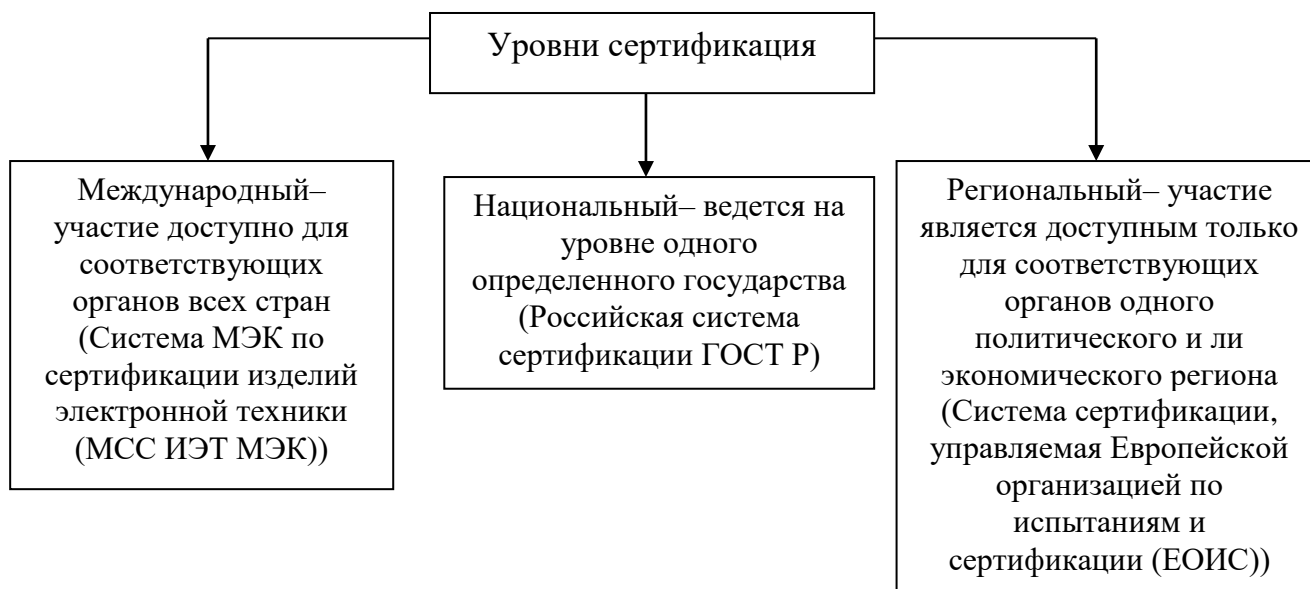 Уровни сертификация
Международный– 
участие доступно для
соответствующих
органов всех стран
(Система МЭК по
сертификации изделий
электронной техники
(МСС ИЭТ МЭК))
Национальный– ведется на
уровне одного
определенного государства
(Российская система
сертификации ГОСТ Р)
Региональный– участие
является доступным только
для соответствующих
органов одного
политического и ли
экономического региона
(Система сертификации,
управляемая Европейской
организацией по
испытаниям и
сертификации (ЕОИС))